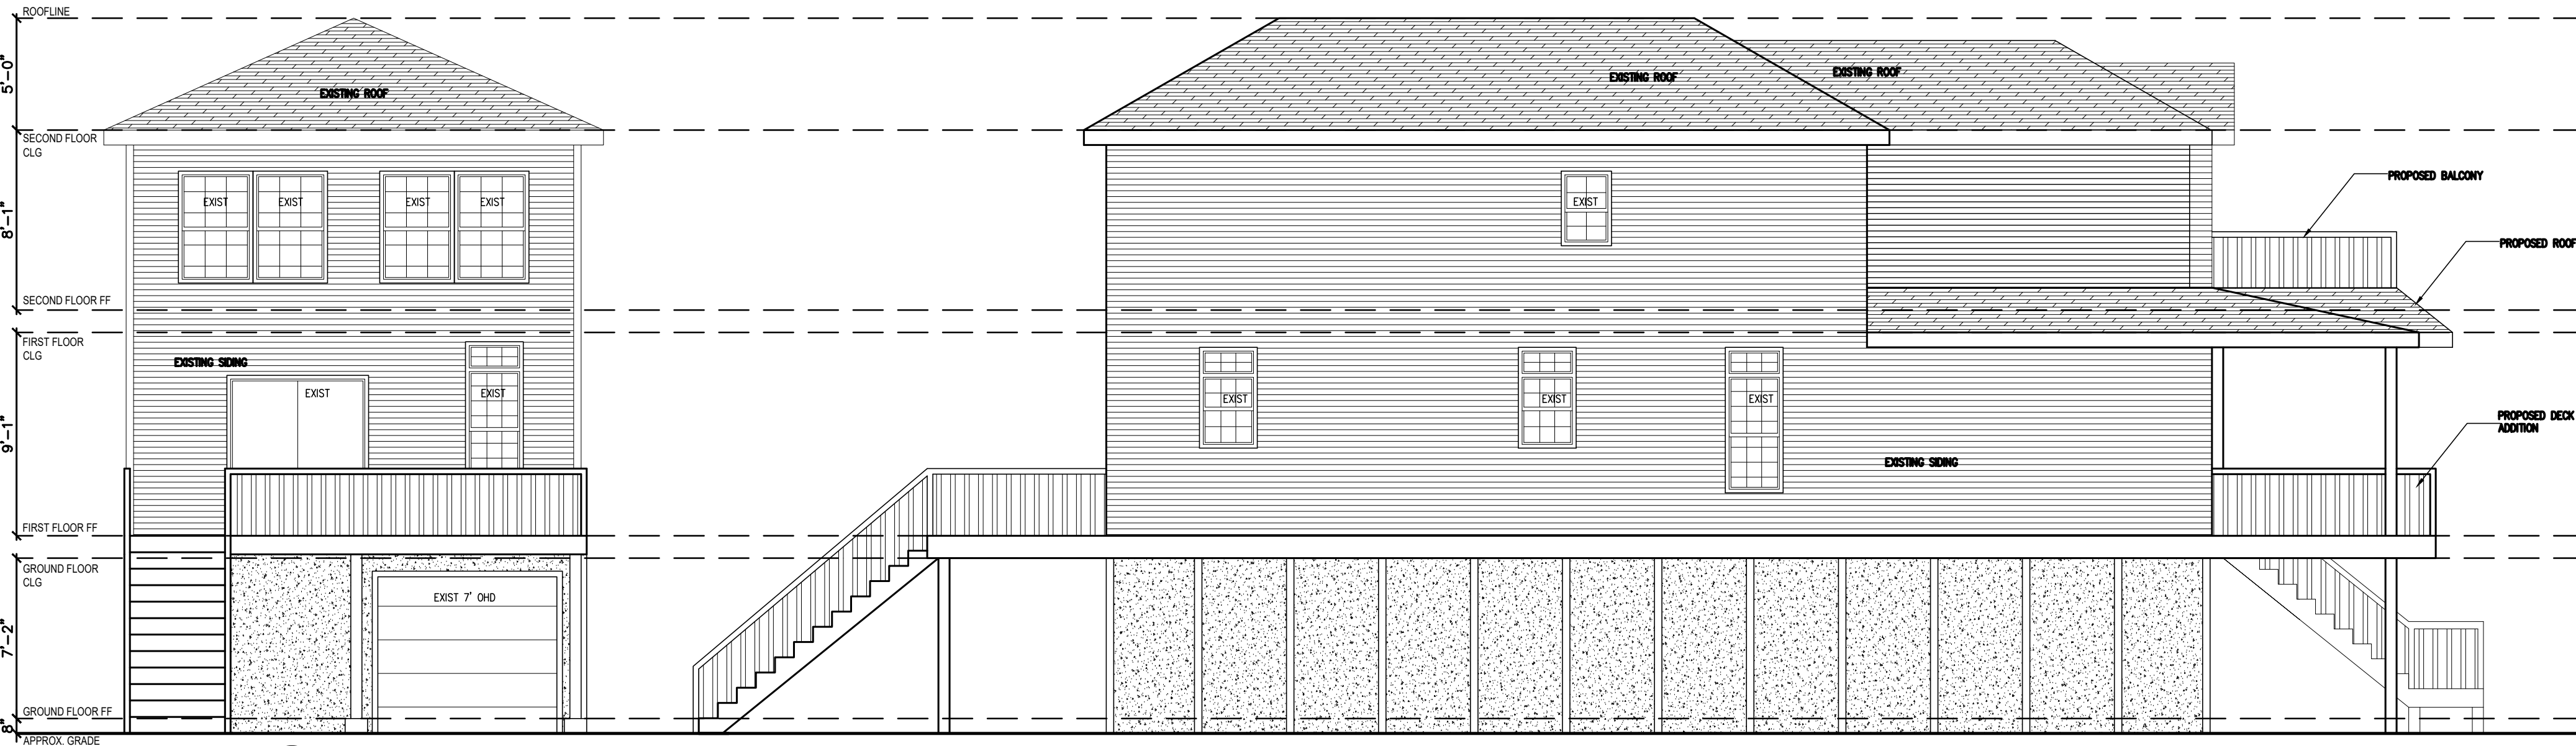 ROOFLINE
5'-0"
EXISTING ROOF
EXISTING ROOF
EXISTING ROOF
SECOND FLOOR
CLG
PROPOSED BALCONY
EXIST
EXIST
EXIST
EXIST
EXIST
8'-1"
PROPOSED ROOF
SECOND FLOOR FF
FIRST FLOOR
CLG
EXISTING SIDING
EXIST
EXIST
EXIST
EXIST
EXIST
9'-1"
PROPOSED DECK
ADDITION
EXISTING SIDING
FIRST FLOOR FF
GROUND FLOOR
CLG
EXIST 7' OHD
7'-2"
GROUND FLOOR FF
8"
APPROX. GRADE